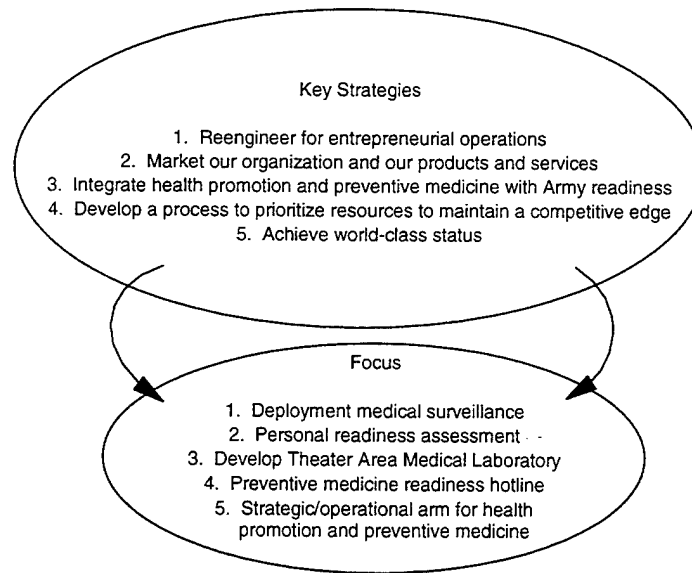 Key Strategies
1. Reengineer for entrepreneurial operations
2. Market our organization and our products and services
3. Integrate health promotion and preventive medicine with Army readiness
4. Develop a process to prioritize resources to maintain a competitive edge
5. Achieve world-class status
Focus
1. Deployment medical surveillance
2. Personal readiness assessment
3. Develop Theater Area Medical Laboratory
4. Preventive medicine readiness hotline
5. Strategic/operational arm for health
promotion and preventive medicine